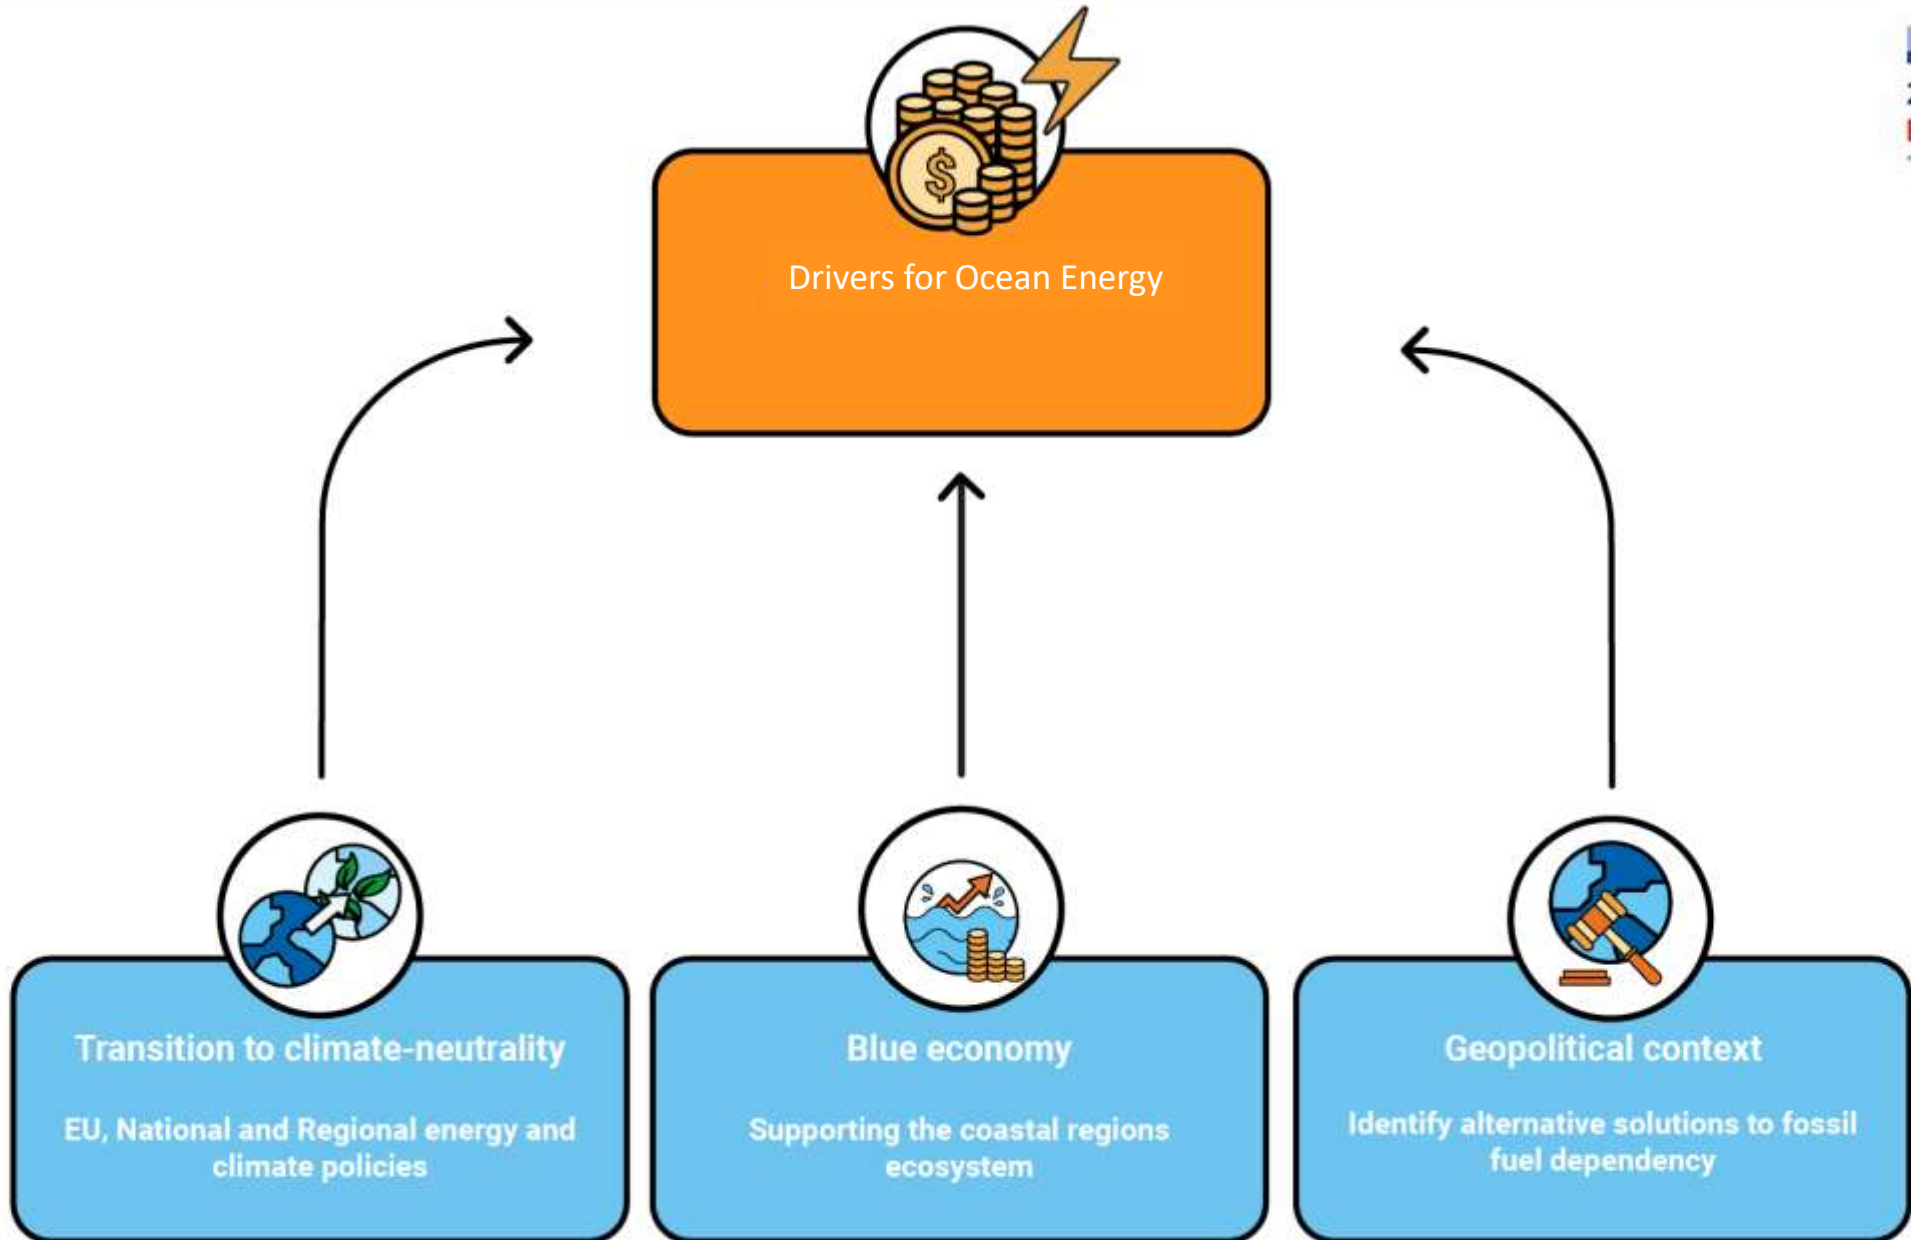 Drivers for Ocean Energy
$
Transition to climate-neutrality
EU, National and Regional energy and
climate policies
Blue economy
Supporting the coastal regions
ecosystem
Geopolitical context
Identify alternative solutions to fossil
fuel dependency